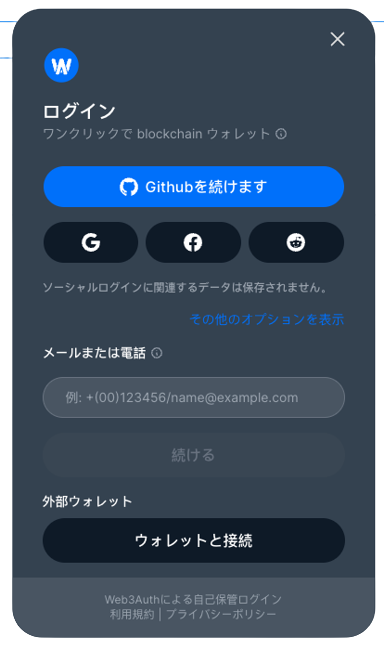 W
ログイン
ワンクリックで blockchain ウォレット
Githubを続けます
ソーシャルログインに関連するデータは保存されません。
その他のオプションを表示
メールまたは電話
例: +(00)123456/name@example.com
続ける
外部ウォレット
ウォレットと接続
Web3Authによる自己保管ログイン
利用規約 | プライバシーポリシー